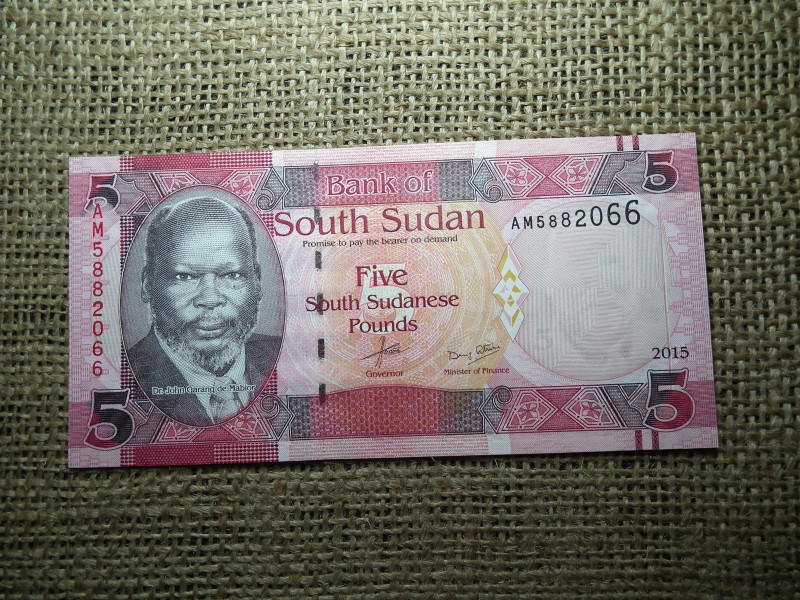 5
Bank of
5
South Sudan
AM5882066
Promise to pay the bearer on demand
AM5882066
Five
5
South Sudanese
Pounds
2015
Governor
Minister of Finance
Dr. John Garang de Mabior
5
5